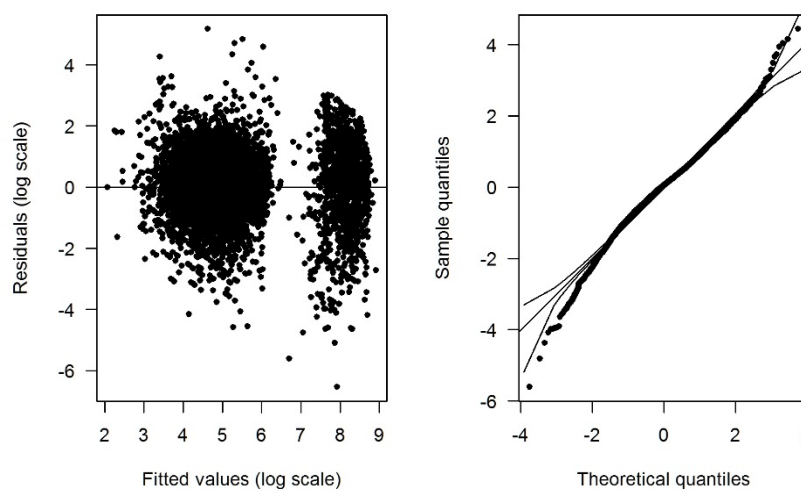 4
2
0
-2
-4
-6
Residuals (log scale)
2 3 4 5 6 7 8 9
Fitted values (log scale)
4
2
0
-2
-4
-6
Sample quantiles
-4 -2 0 2
Theoretical quantiles